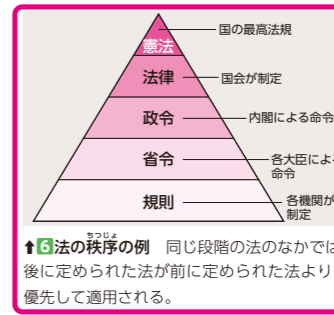 憲法
国の最高法規
法律
国会が制定
政令
内閣による命令
省令
各大臣による
命令
規則
各機関が
制定
⬆6法の秩序の例 同じ段階の法のなかでは
ちつじょ
後に定められた法が前に定められた法より
優先して適用される。